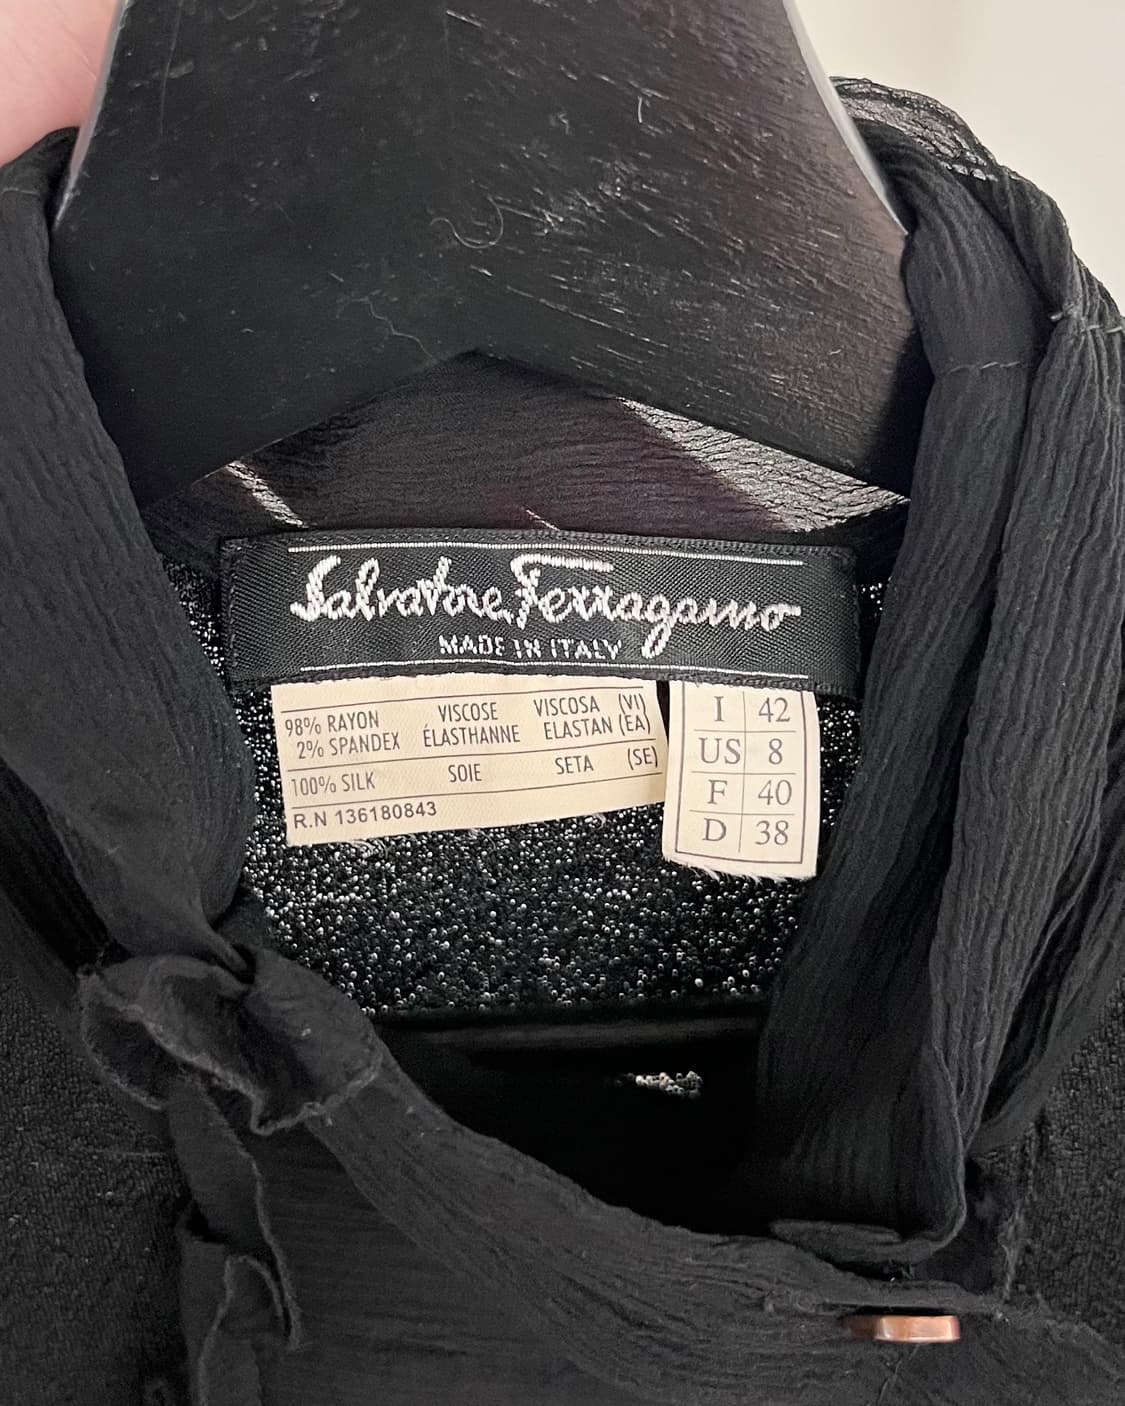 Salvatore Ferragamo
MADE IN ITALY
98% RAYON VISCOSE VISCOSA (VI)
2% SPANDEX ÉLASTHANNE ELASTAN (EA)
100% SILK SOIE SETA (SE)
R.N 136180843
I 42
US 8
F 40
D 38